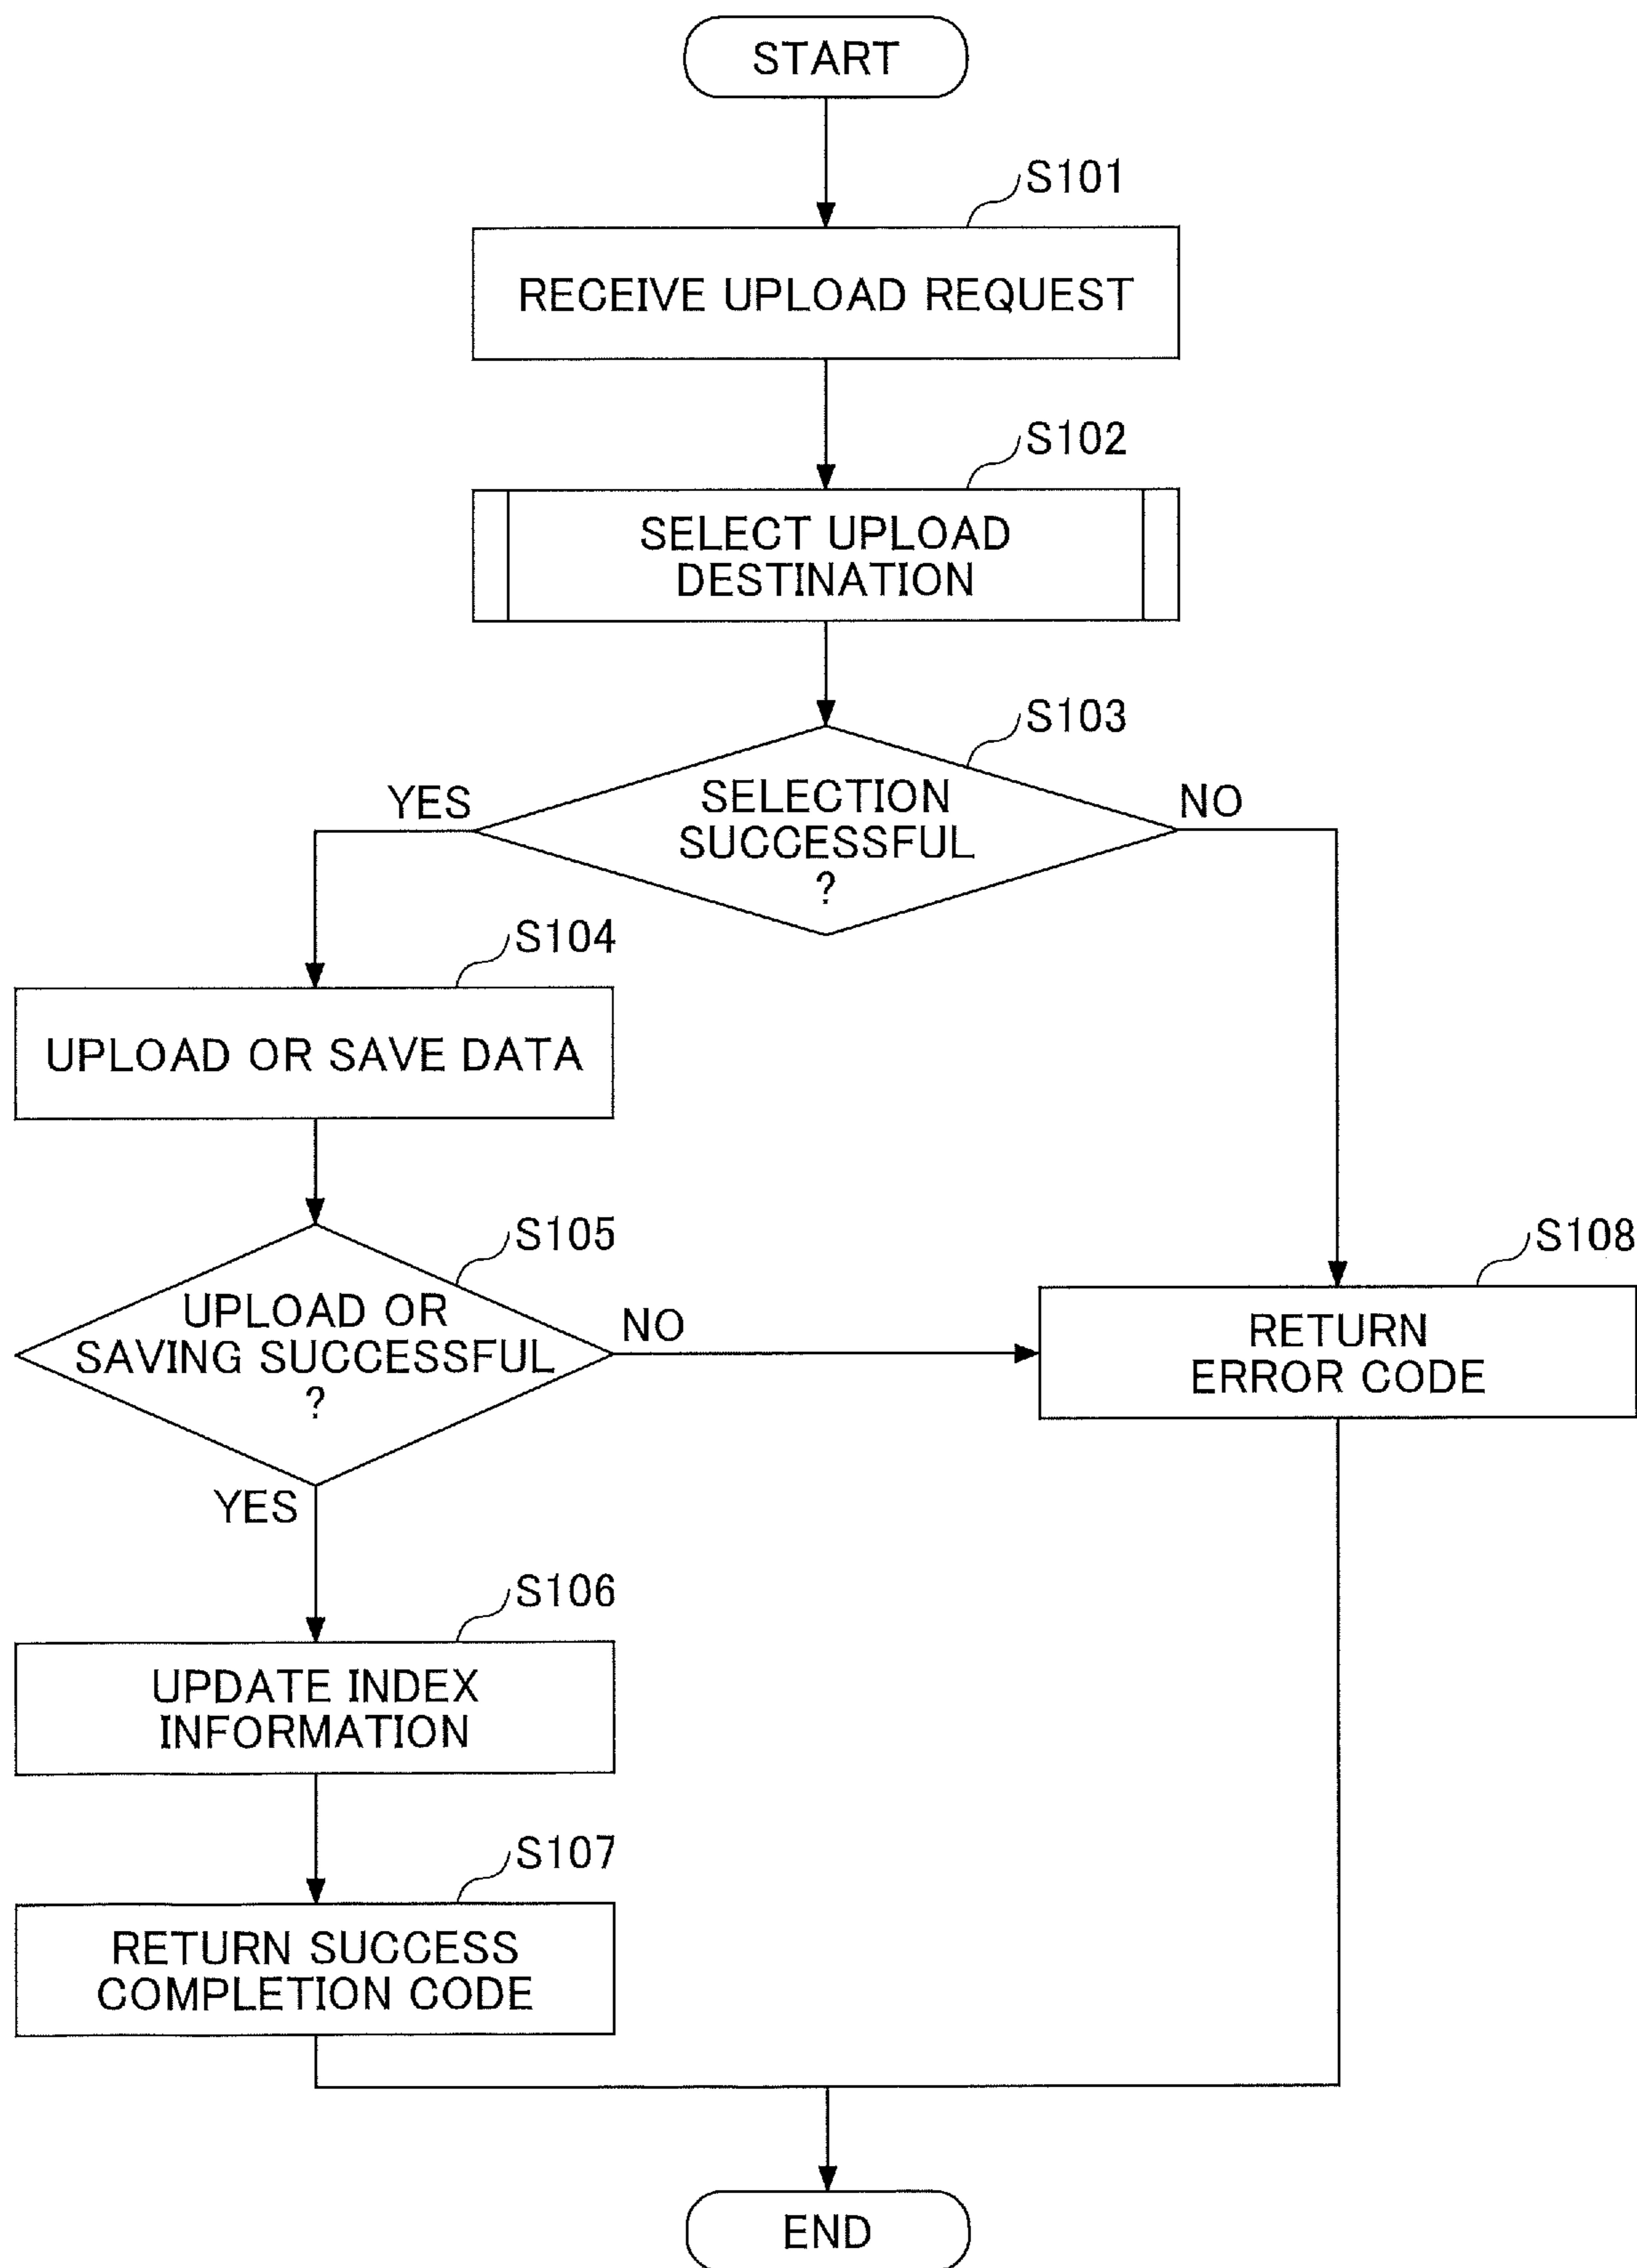 START
S101
RECEIVE UPLOAD REQUEST
S102
SELECT UPLOAD
DESTINATION
S103
YES
SELECTION
SUCCESSFUL
?
NO
S104
UPLOAD OR SAVE DATA
S105
UPLOAD OR
SAVING SUCCESSFUL
?
NO
S108
RETURN
ERROR CODE
YES
S106
UPDATE INDEX
INFORMATION
S107
RETURN SUCCESS
COMPLETION CODE
END